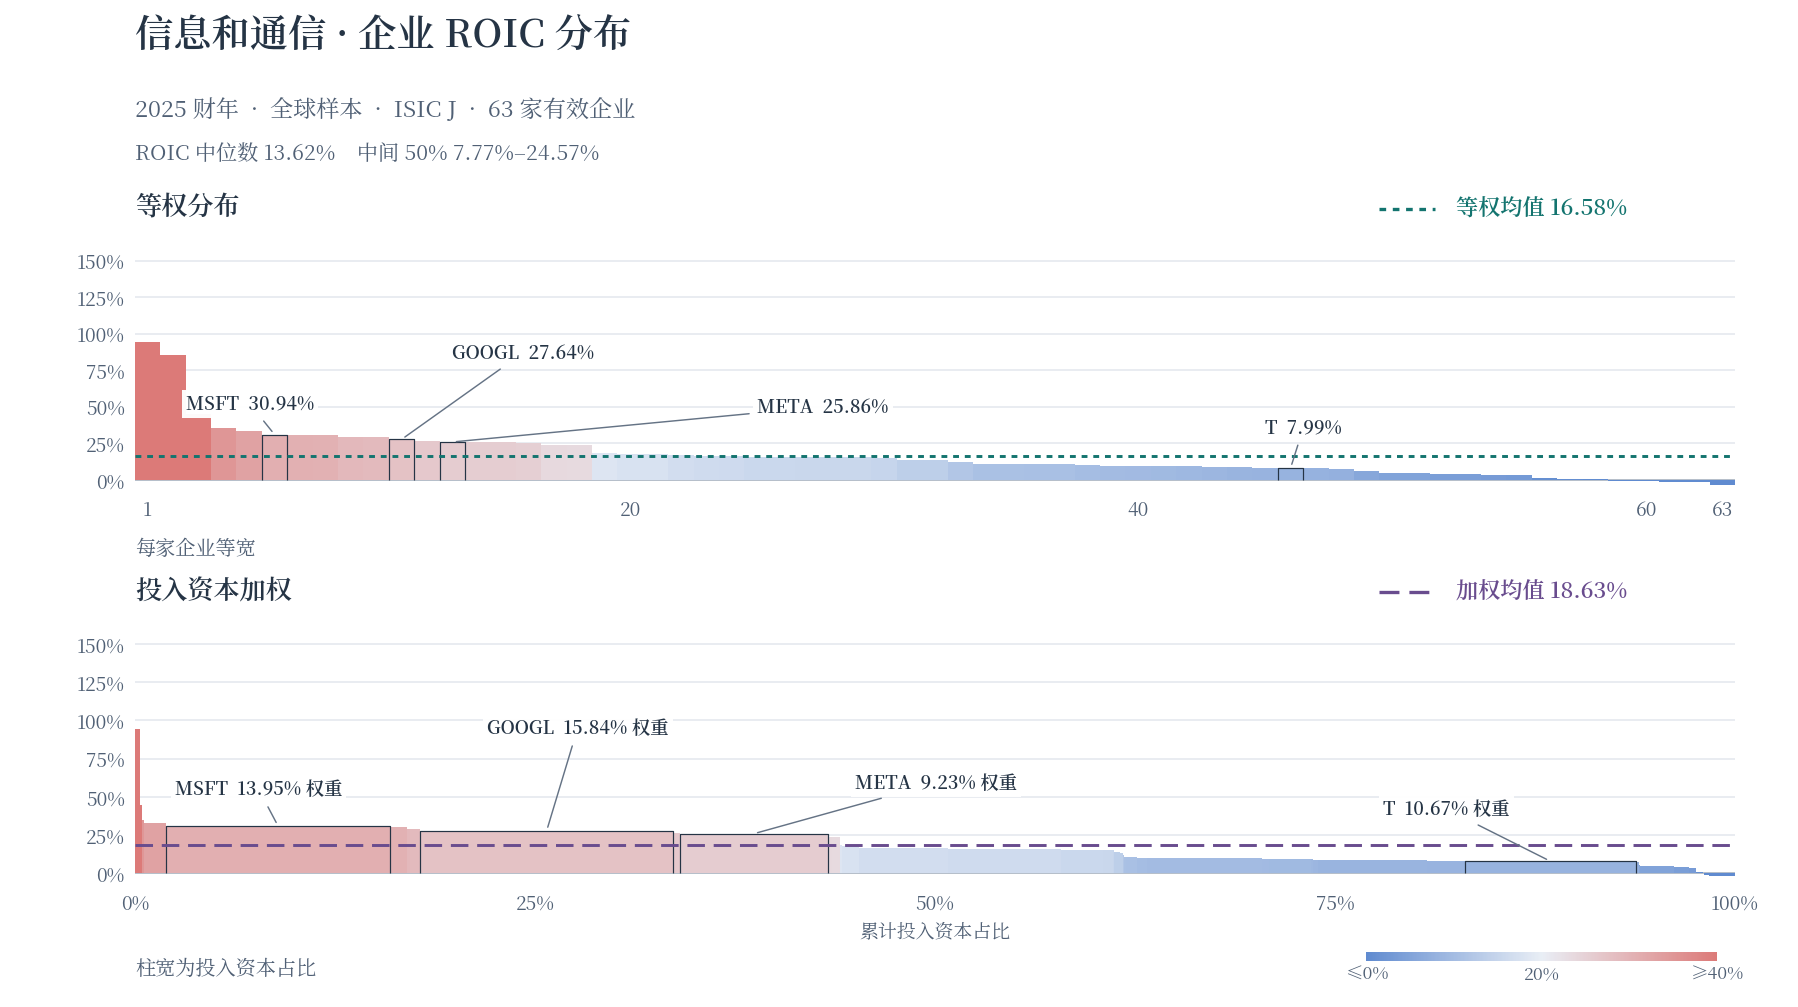 信息和通信 · 企业 ROIC 分布
2025 财年 · 全球样本 · ISIC J · 63 家有效企业
ROIC 中位数 13.62% 中间 50% 7.77%–24.57%
等权分布
等权均值 16.58%
150%
125%
100%
75%
50%
25%
0%
GOOGL 27.64%
MSFT 30.94%
META 25.86%
T 7.99%
1 20 40 60 63
每家企业等宽
投入资本加权
加权均值 18.63%
150%
125%
100%
75%
50%
25%
0%
GOOGL 15.84% 权重
MSFT 13.95% 权重
META 9.23% 权重
T 10.67% 权重
0% 25% 50% 75% 100%
累计投入资本占比
柱宽为投入资本占比
≤0% 20% ≥40%